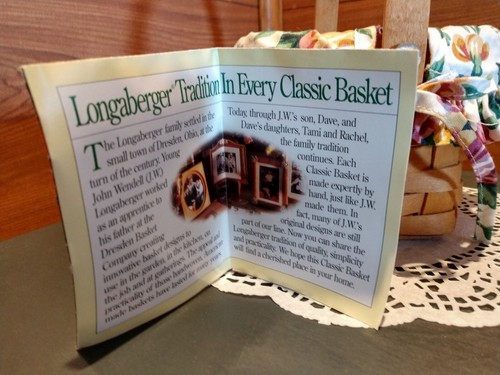 Longaberger® Tradition In Every Classic Basket
The Longaberger family settled in the
small town of Dresden, Ohio, at the
turn of the century. Young
John Wendell (J.W.)
Longaberger worked
as an apprentice to
his father at the
Dresden Basket
Company creating
innovative basket designs to
use in the garden, in the kitchen, on
the job and at gatherings. The appeal and
practicality of those handwoven,
made baskets have lasted for years
Today, through J.W.'s son, Dave, and
Dave's daughters, Tami and Rachel,
the family tradition
continues. Each
Classic Basket is
made expertly by
hand, just like J.W.
made them. In
fact, many of J.W.'s
original designs are still
part of our line. Now you can share the
Longaberger tradition of quality, simplicity
and practicality. We hope this Classic Basket
will find a cherished place in your home.